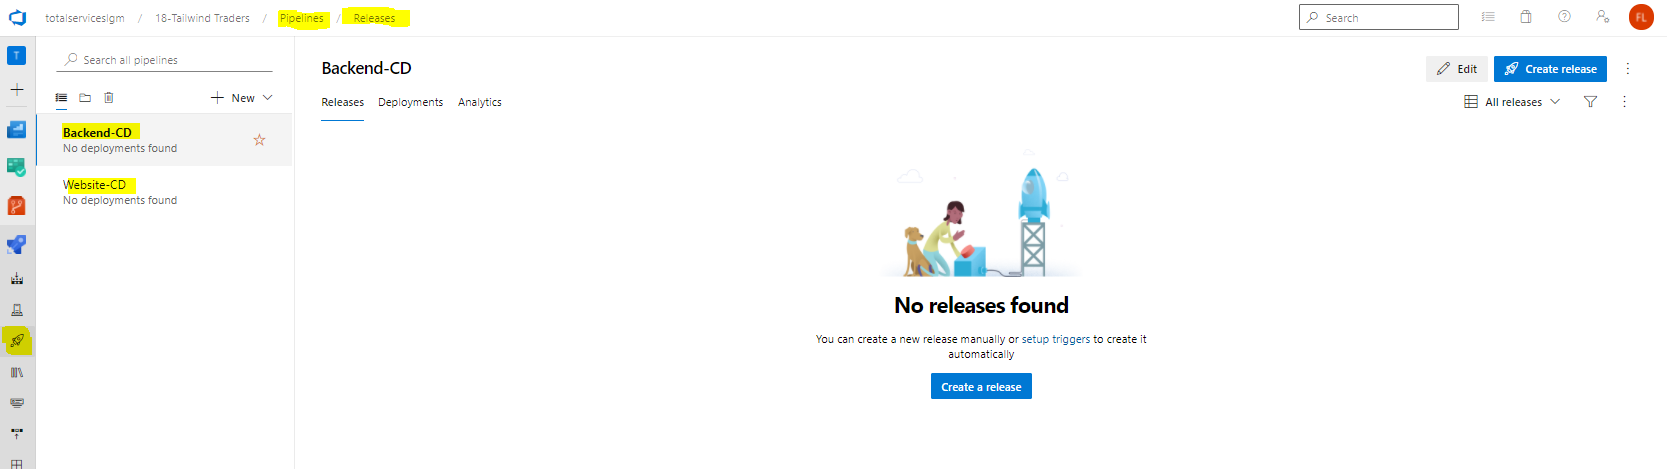 totalserviceslgm / 18-Tailwind Traders / Pipelines / Releases
Search
FL
T
Search all pipelines
New
Backend-CD
No deployments found
Website-CD
No deployments found
Backend-CD
Edit
Create release
Releases Deployments Analytics
All releases
No releases found
You can create a new release manually or setup triggers to create it
automatically
Create a release